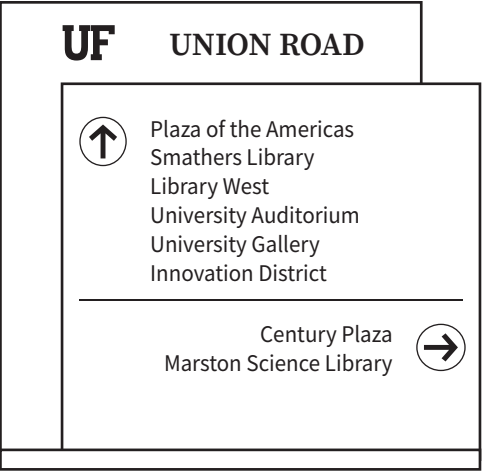 UF UNION ROAD
Plaza of the Americas
Smathers Library
Library West
University Auditorium
University Gallery
Innovation District
Century Plaza
Marston Science Library